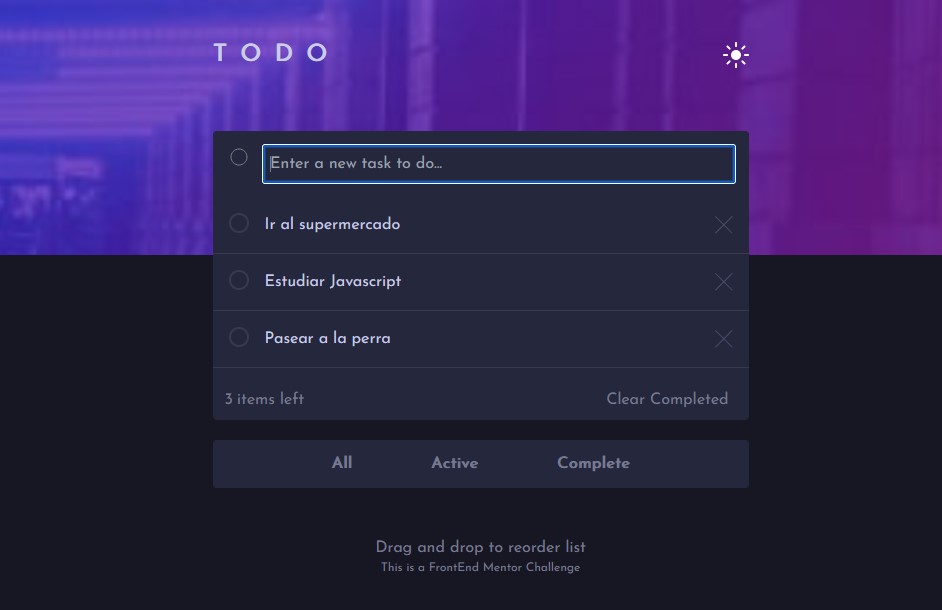 TODO
Enter a new task to do...
Ir al supermercado
Estudiar Javascript
Pasear a la perra
3 items left
Clear Completed
All
Active
Complete
Drag and drop to reorder list
This is a FrontEnd Mentor Challenge